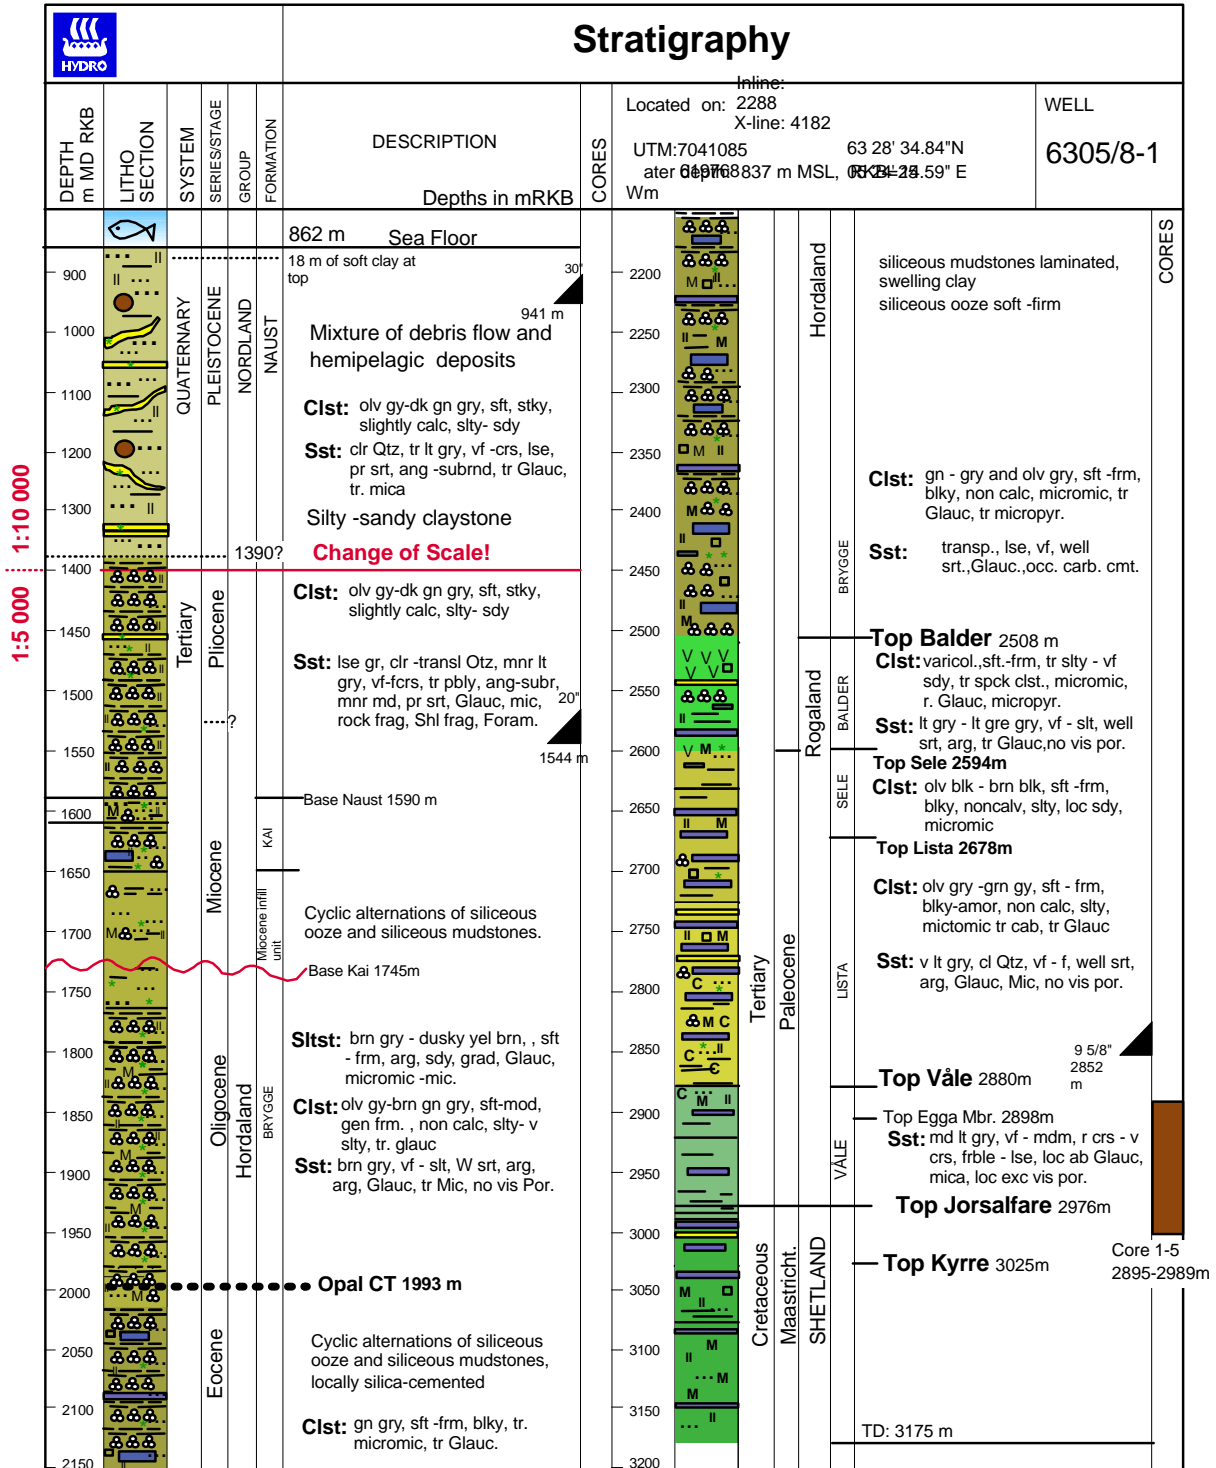 HYDRO
Stratigraphy
DEPTH
m MD RKB
LITHO
SECTION
SYSTEM
SERIES/STAGE
GROUP
FORMATION
DESCRIPTION
Depths in mRKB
CORES
Located on:
Inline:
2288
X-line: 4182
UTM:7041085
63 28' 34.84"N
ater depth: 837 m MSL,
Wm
WELL
6305/8-1
1:10 000
1:5 000
900
1000
1100
1200
1300
1400
1450
1500
1550
1600
1650
1700
1750
1800
1850
1900
1950
2000
2050
2100
2150
QUATERNARY
PLEISTOCENE
NORDLAND
NAUST
Tertiary
Pliocene
?
Miocene
KAI
Miocene infill
unit
Oligocene
Hordaland
BRYGGE
Eocene
862 m Sea Floor
18 m of soft clay at
top
30"
941 m
Mixture of debris flow and
hemipelagic deposits
Clst: olv gy-dk gn gry, sft, stky,
slightly calc, slty- sdy
Sst: clr Qtz, tr lt gry, vf -crs, lse,
pr srt, ang -subrnd, tr Glauc,
tr. mica
Silty -sandy claystone
1390? Change of Scale!
Clst: olv gy-dk gn gry, sft, stky,
slightly calc, slty- sdy
Sst: lse gr, clr -transl Otz, mnr lt
gry, vf-fcrs, tr pbly, ang-subr,
mnr md, pr srt, Glauc, mic,
rock frag, Shl frag, Foram.
20"
1544 m
Base Naust 1590 m
Cyclic alternations of siliceous
ooze and siliceous mudstones.
Base Kai 1745m
Sltst: brn gry - dusky yel brn, , sft
- frm, arg, sdy, grad, Glauc,
micromic -mic.
Clst: olv gy-brn gn gry, sft-mod,
gen frm. , non calc, slty- v
slty, tr. glauc
Sst: brn gry, vf - slt, W srt, arg,
arg, Glauc, tr Mic, no vis Por.
Opal CT 1993 m
Cyclic alternations of siliceous
ooze and siliceous mudstones,
locally silica-cemented
Clst: gn gry, sft -frm, blky, tr.
micromic, tr Glauc.
2200
2250
2300
2350
2400
2450
2500
2550
2600
2650
2700
2750
2800
2850
2900
2950
3000
3050
3100
3150
3200
Tertiary
Paleocene
Cretaceous
Maastricht.
Hordaland
Rogaland
SHETLAND
BRYGGE
BALDER
SELE
LISTA
VÅLE
CORES
siliceous mudstones laminated,
swelling clay
siliceous ooze soft -firm
Clst: gn - gry and olv gry, sft -frm,
blky, non calc, micromic, tr
Glauc, tr micropyr.
Sst: transp., lse, vf, well
srt.,Glauc.,occ. carb. cmt.
Top Balder 2508 m
Clst: varicol.,sft.-frm, tr slty - vf
sdy, tr spck clst., micromic,
r. Glauc, micropyr.
Sst: lt gry - lt gre gry, vf - slt, well
srt, arg, tr Glauc,no vis por.
Top Sele 2594m
Clst: olv blk - brn blk, sft -frm,
blky, noncalv, slty, loc sdy,
micromic
Top Lista 2678m
Clst: olv gry -grn gy, sft - frm,
blky-amor, non calc, slty,
mictomic tr cab, tr Glauc
Sst: v lt gry, cl Qtz, vf - f, well srt,
arg, Glauc, Mic, no vis por.
9 5/8"
2852
m
Top Våle 2880m
Top Egga Mbr. 2898m
Sst: md lt gry, vf - mdm, r crs - v
crs, frble - lse, loc ab Glauc,
mica, loc exc vis por.
Top Jorsalfare 2976m
Core 1-5
2895-2989m
Top Kyrre 3025m
TD: 3175 m